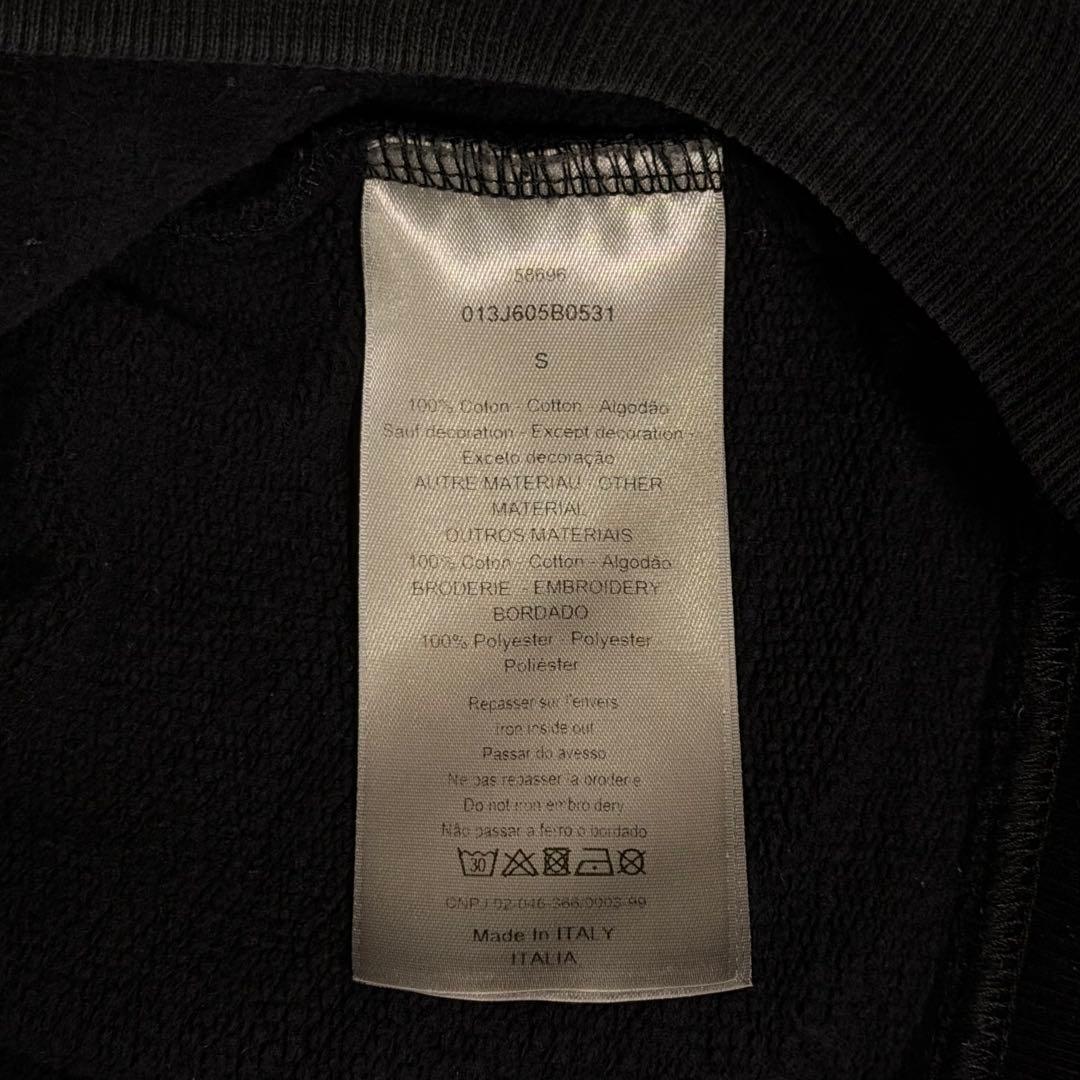 58696
013J605B0531
S
100% Coton - Cotton - Algodão
Sauf decoration - Except decoration -
Exceto decoração
AUTRE MATERIAU - OTHER
MATERIAL
OUTROS MATERIAIS
100% Coton - Cotton - Algodão
BRODERIE - EMBROIDERY
BORDADO
100% Polyester - Polyester
Poliéster
Repasser sur l'envers
Iron inside out
Passar do avesso
Ne pas repasser la broderie
Do not iron embroidery
Não passar a ferro o bordado
30
CNPJ 02-046-366/0003-99
Made In ITALY
ITALIA